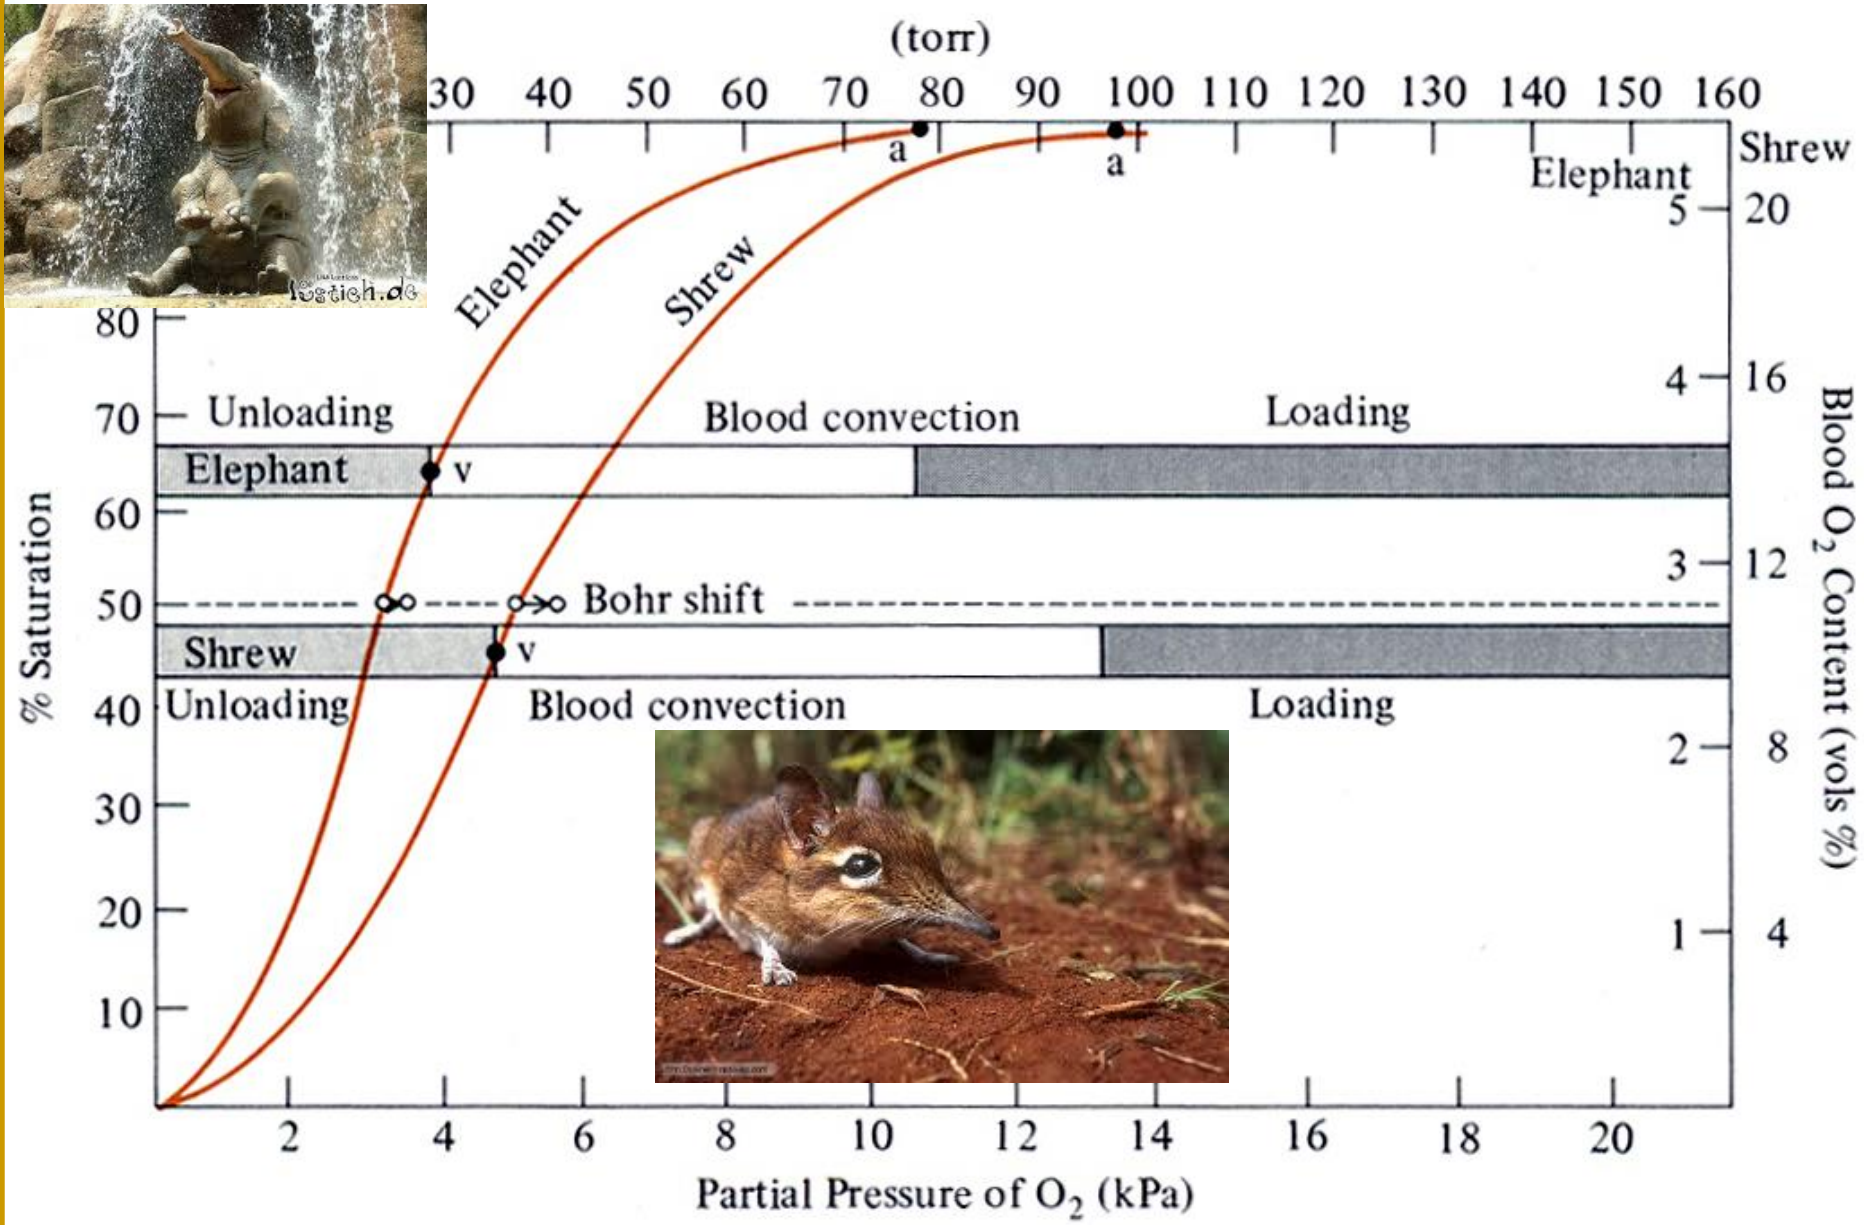 (torr)
30 40 50 60 70 80 90 100 110 120 130 140 150 160
a
a
Shrew
Elephant
5 20
Elephant
Shrew
lustich.de
80
4 16
70
Unloading Blood convection Loading
Elephant v
60
3 12
50
Bohr shift
Shrew v
40
Unloading Blood convection Loading
2 8
30
20
1 4
10
% Saturation
Blood O₂ Content (vols %)
2 4 6 8 10 12 14 16 18 20
Partial Pressure of O₂ (kPa)